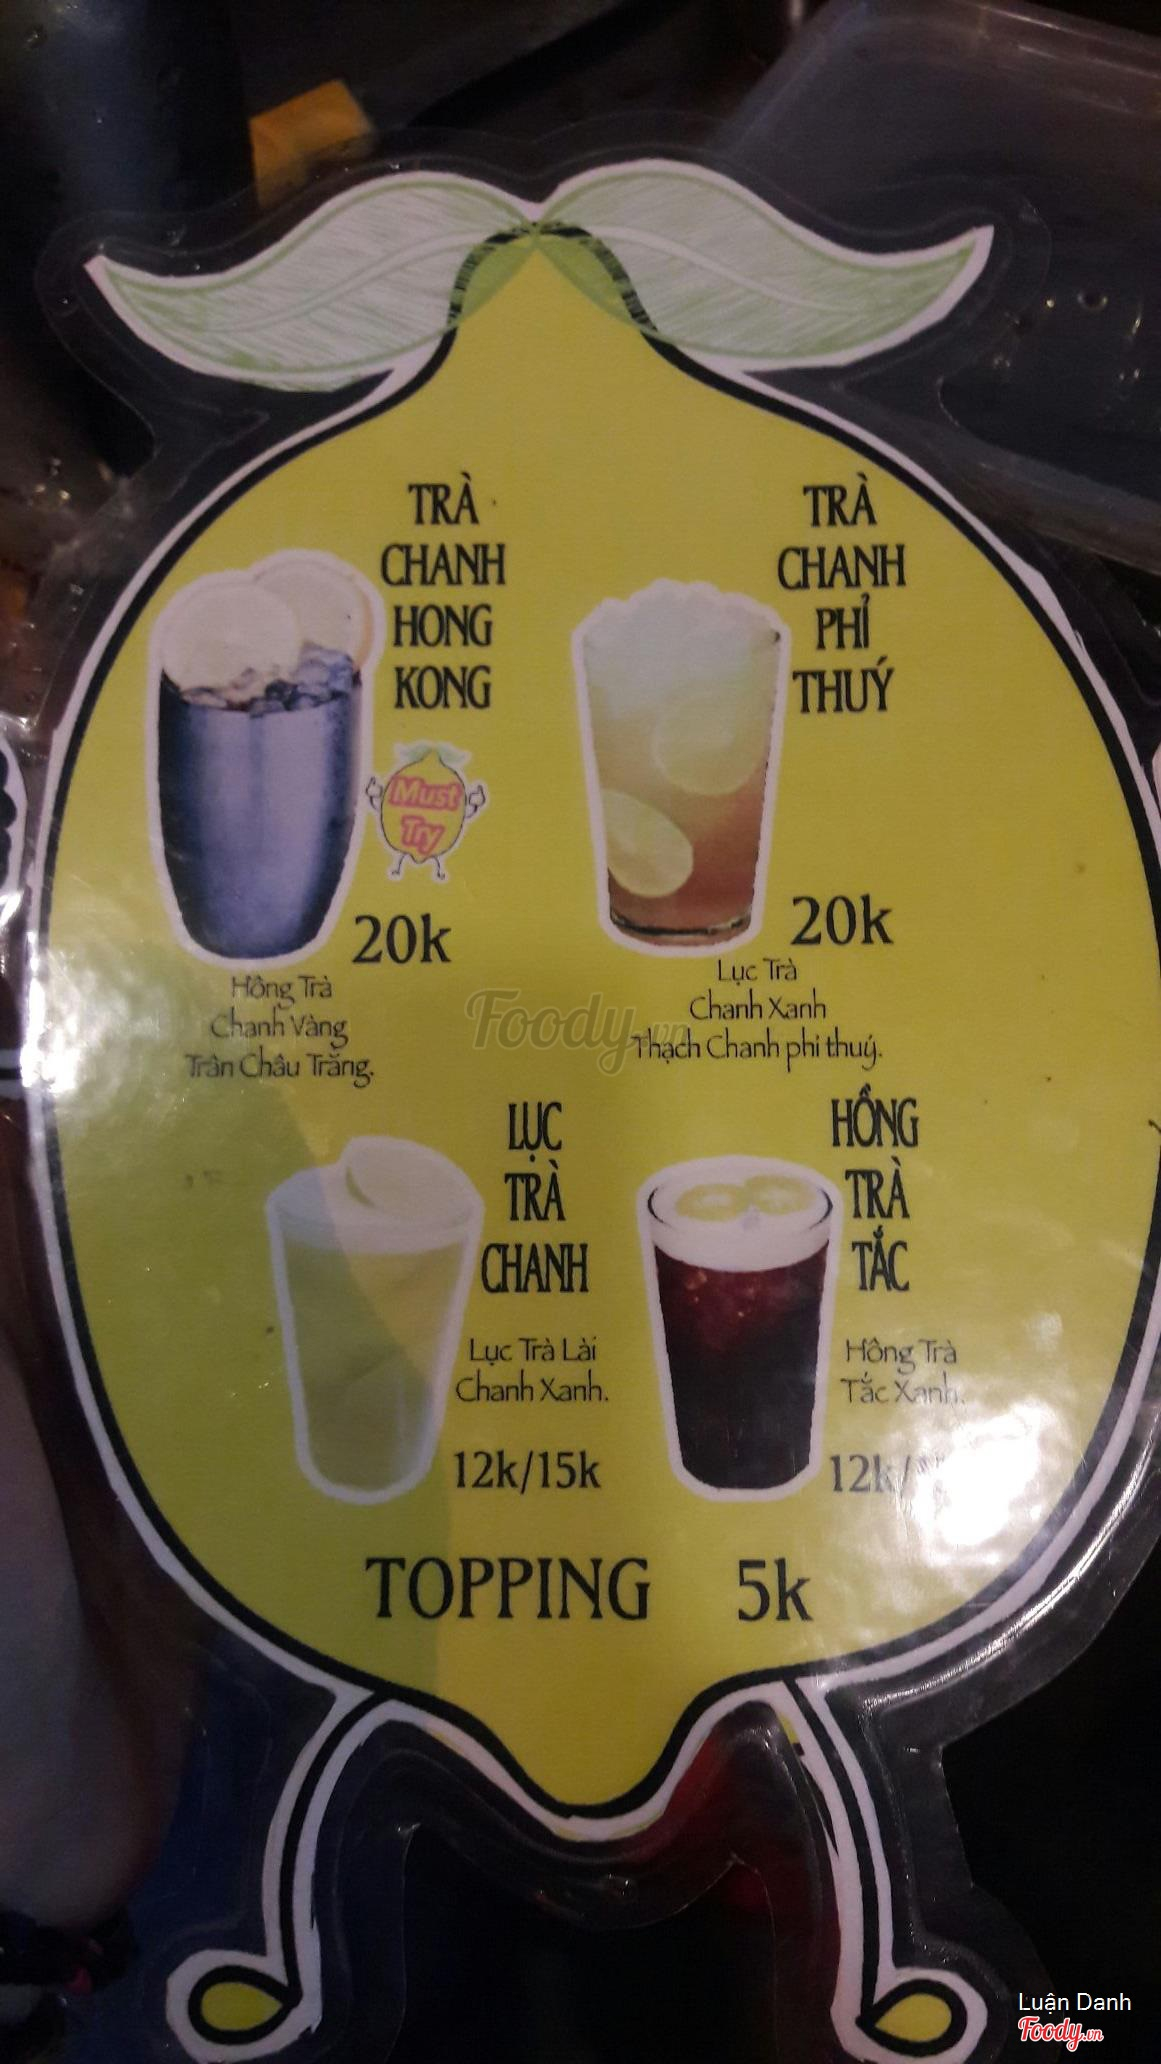 TRÀ
CHANH
HONG
KONG
Must
Try
20k
Hồng Trà
Chanh Vàng
Trân Châu Trắng.
TRÀ
CHANH
PHỈ
THUÝ
20k
Lục Trà
Chanh Xanh
Thạch Chanh phỉ thuý.
Foody.vn
LỤC
TRÀ
CHANH
Lục Trà Lài
Chanh Xanh.
12k/15k
HỒNG
TRÀ
TẮC
Hồng Trà
Tắc Xanh.
12k/
TOPPING 5k
Luận Danh
Foody.vn